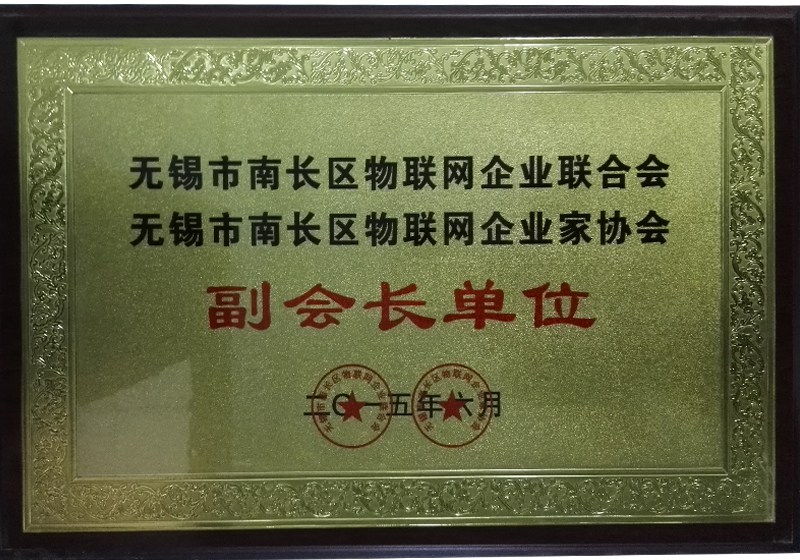 无锡市南长区物联网企业联合会
无锡市南长区物联网企业家协会
副会长单位
二〇一五年六月